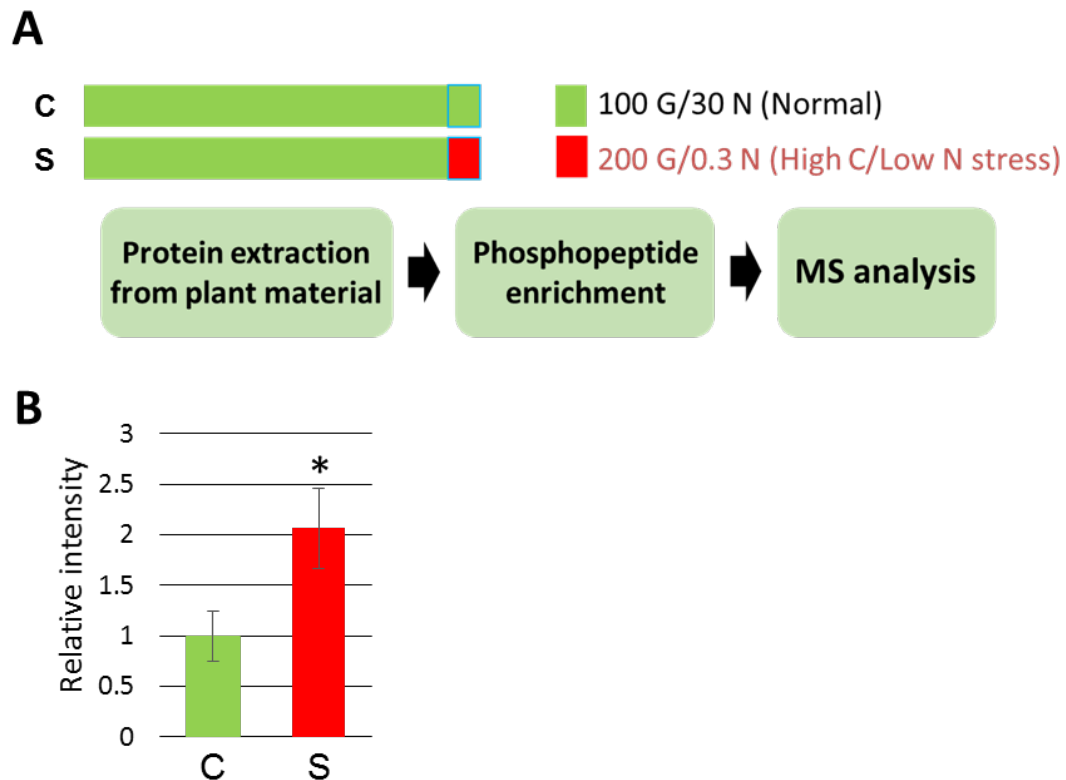 A
C
100 G/30 N (Normal)
S
200 G/0.3 N (High C/Low N stress)
Protein extraction
from plant material
Phosphopeptide
enrichment
MS analysis
B
Relative intensity
3
2.5
2
1.5
1
0.5
0
*
C
S